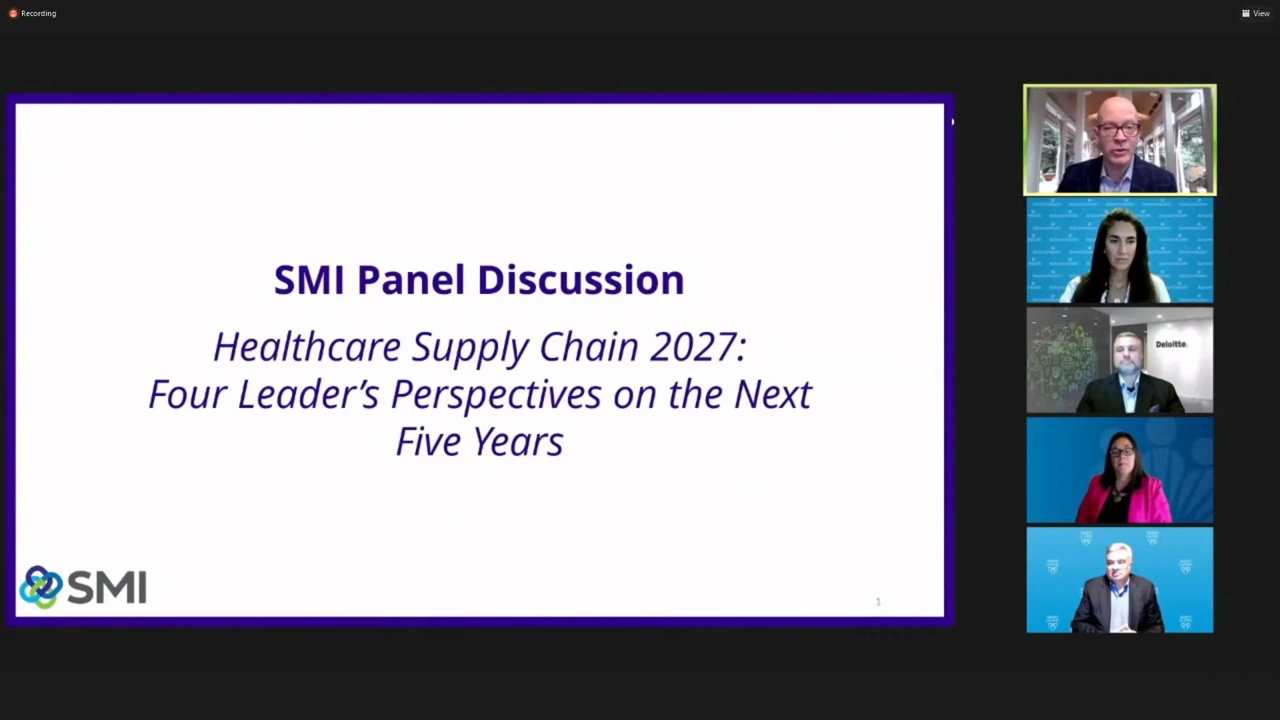 Recording
View
SMI Panel Discussion
Healthcare Supply Chain 2027:
Four Leader’s Perspectives on the Next
Five Years
SMI
1
Deloitte.